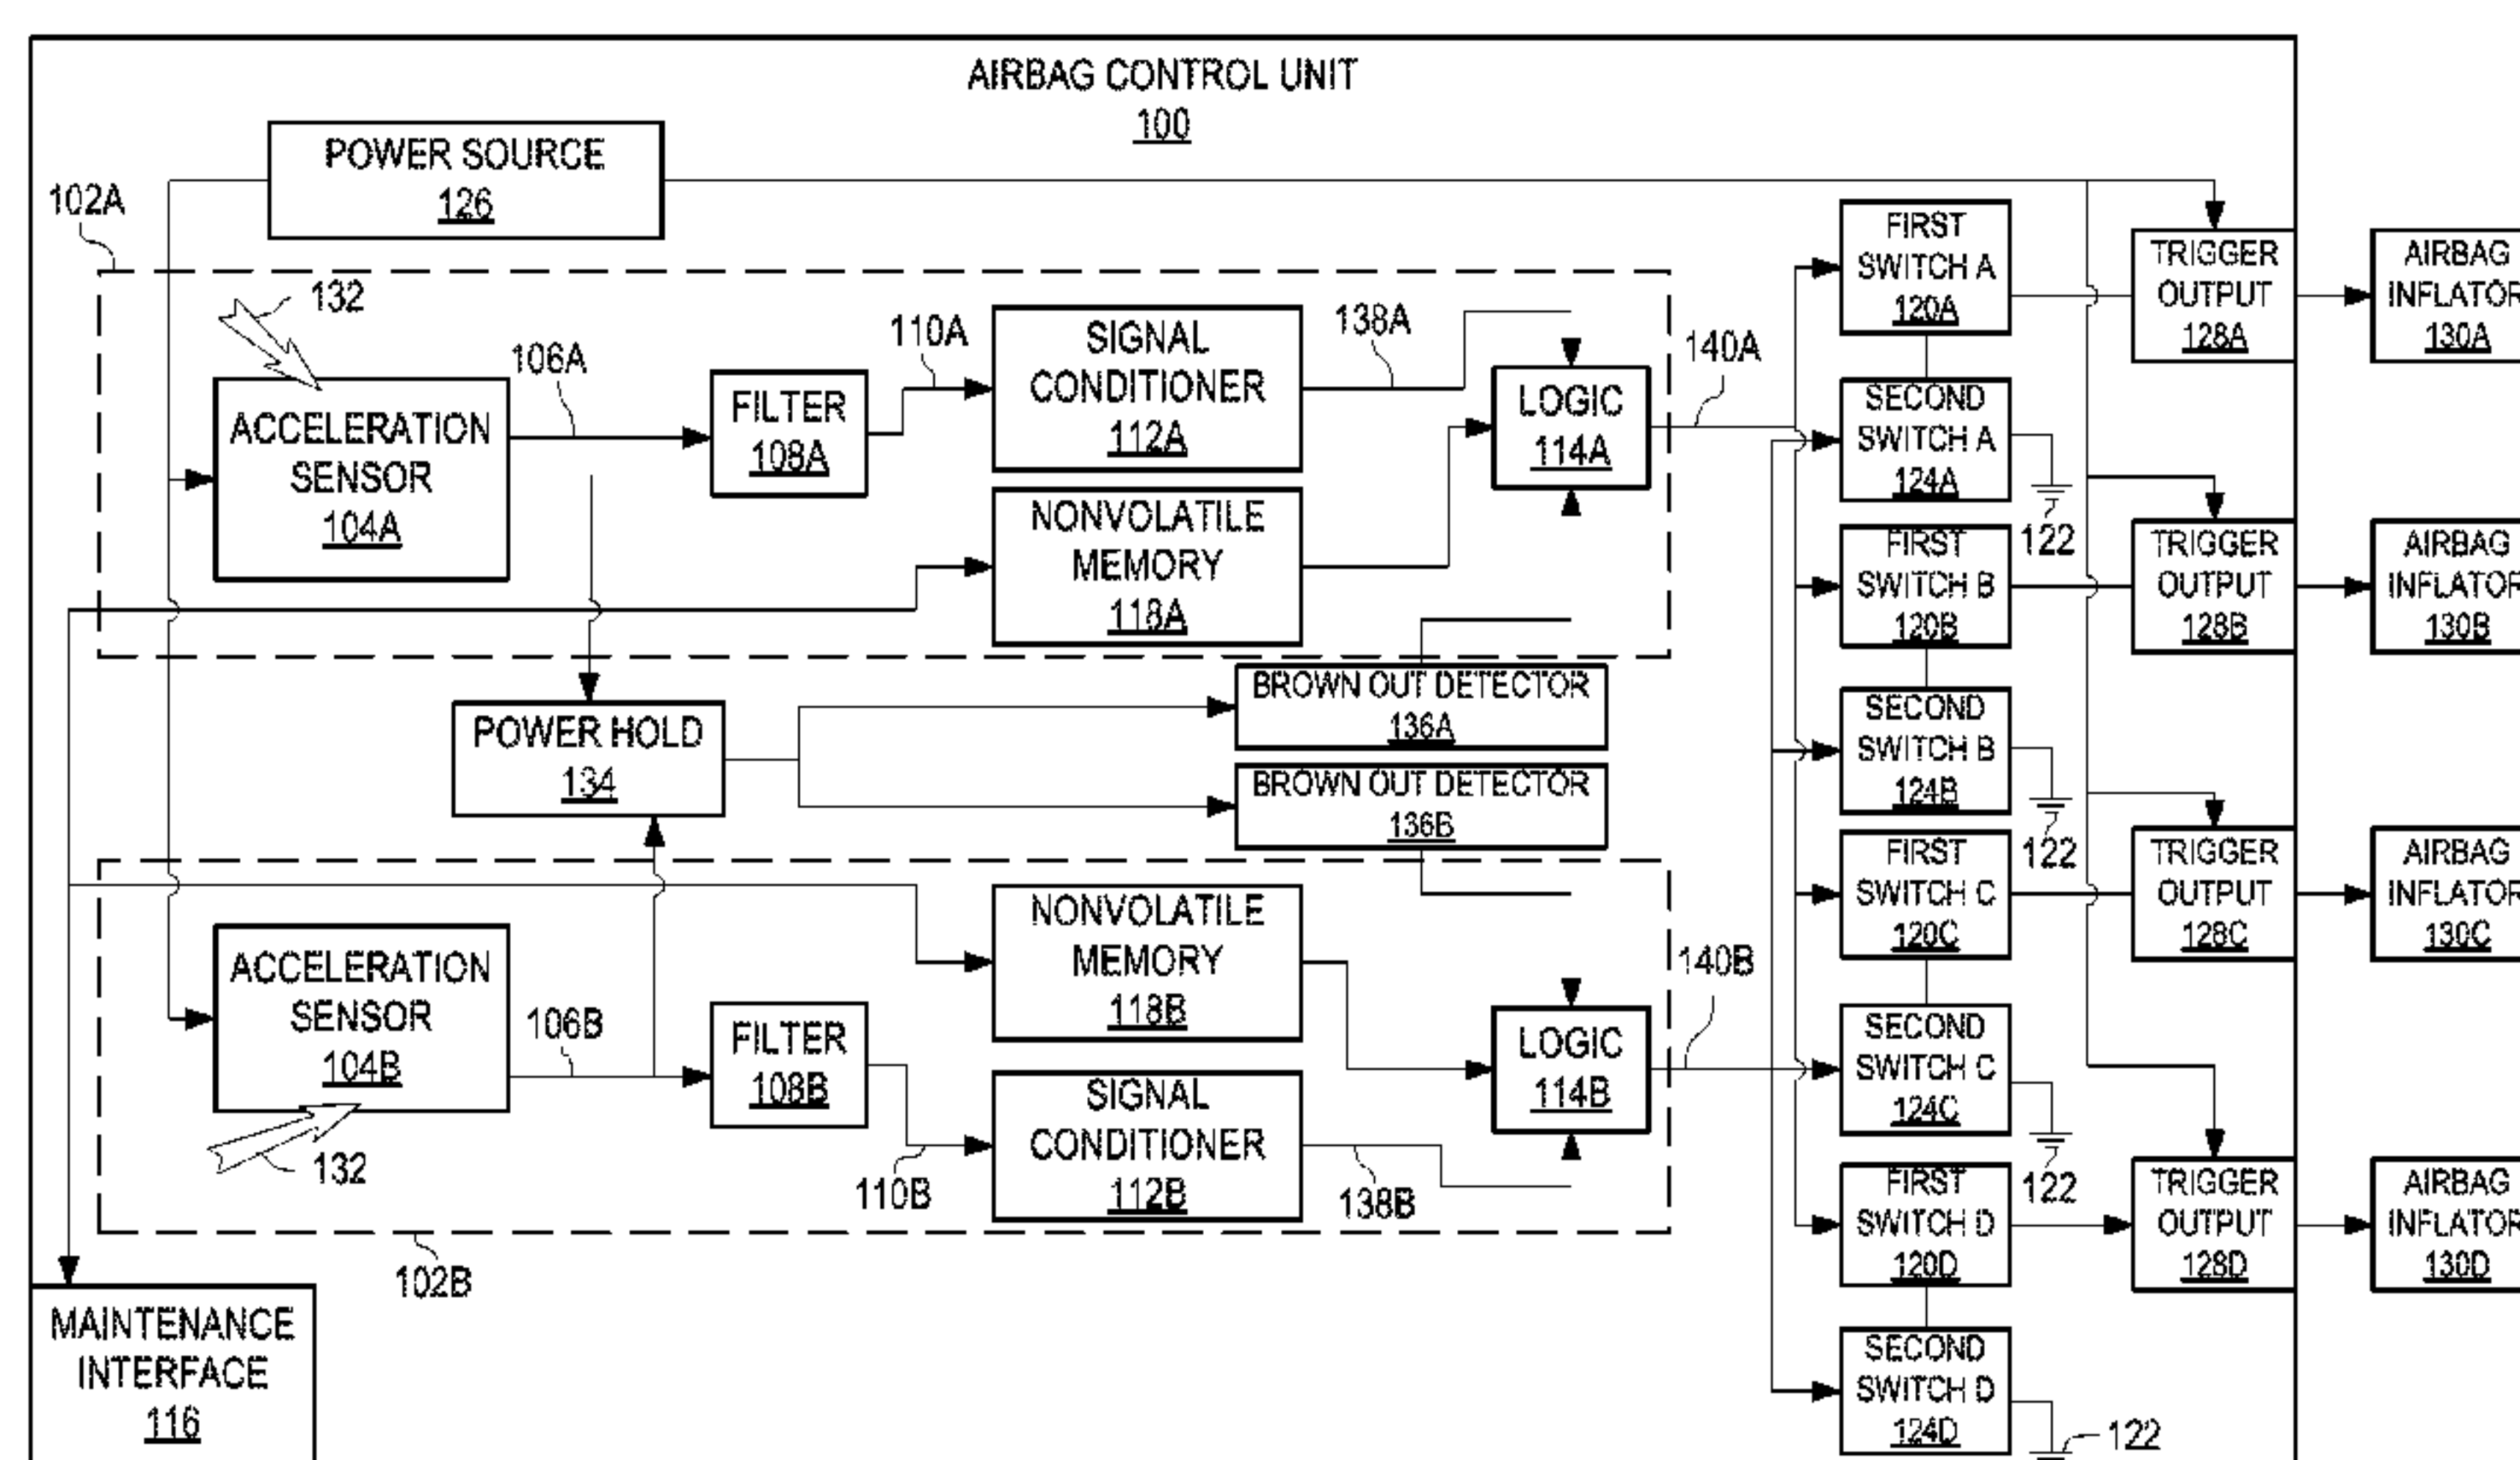 AIRBAG CONTROL UNIT
100
POWER SOURCE
126
102A
132
ACCELERATION
SENSOR
104A
106A
FILTER
108A
110A
SIGNAL
CONDITIONER
112A
138A
NONVOLATILE
MEMORY
118A
LOGIC
114A
140A
POWER HOLD
134
BROWN OUT DETECTOR
136A
BROWN OUT DETECTOR
136B
ACCELERATION
SENSOR
104B
132
106B
FILTER
108B
110B
NONVOLATILE
MEMORY
118B
SIGNAL
CONDITIONER
112B
138B
LOGIC
114B
140B
102B
MAINTENANCE
INTERFACE
116
FIRST
SWITCH A
120A
SECOND
SWITCH A
124A
122
FIRST
SWITCH B
120B
SECOND
SWITCH B
124B
122
FIRST
SWITCH C
120C
SECOND
SWITCH C
124C
122
FIRST
SWITCH D
120D
SECOND
SWITCH D
124D
122
TRIGGER
OUTPUT
128A
TRIGGER
OUTPUT
128B
TRIGGER
OUTPUT
128C
TRIGGER
OUTPUT
128D
AIRBAG
INFLATOR
130A
AIRBAG
INFLATOR
130B
AIRBAG
INFLATOR
130C
AIRBAG
INFLATOR
130D